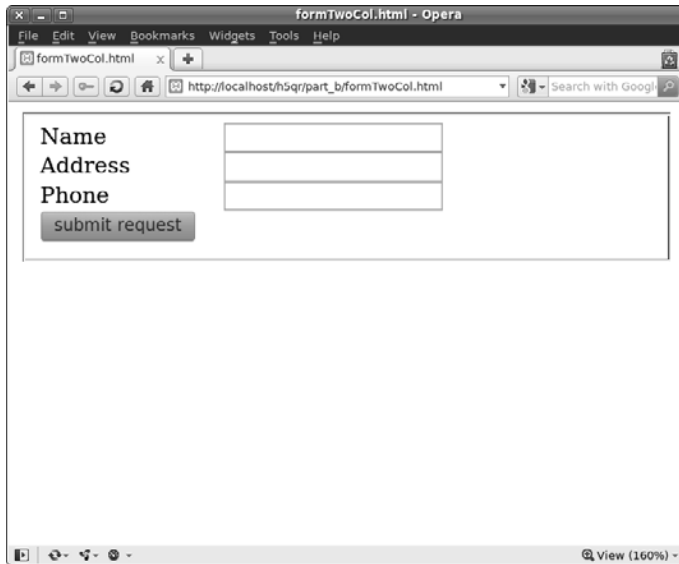 formTwoCol.html - Opera
File Edit View Bookmarks Widgets Tools Help
formTwoCol.html
http://localhost/h5qr/part_b/formTwoCol.html
Search with Googl
Name
Address
Phone
submit request
View (160%)